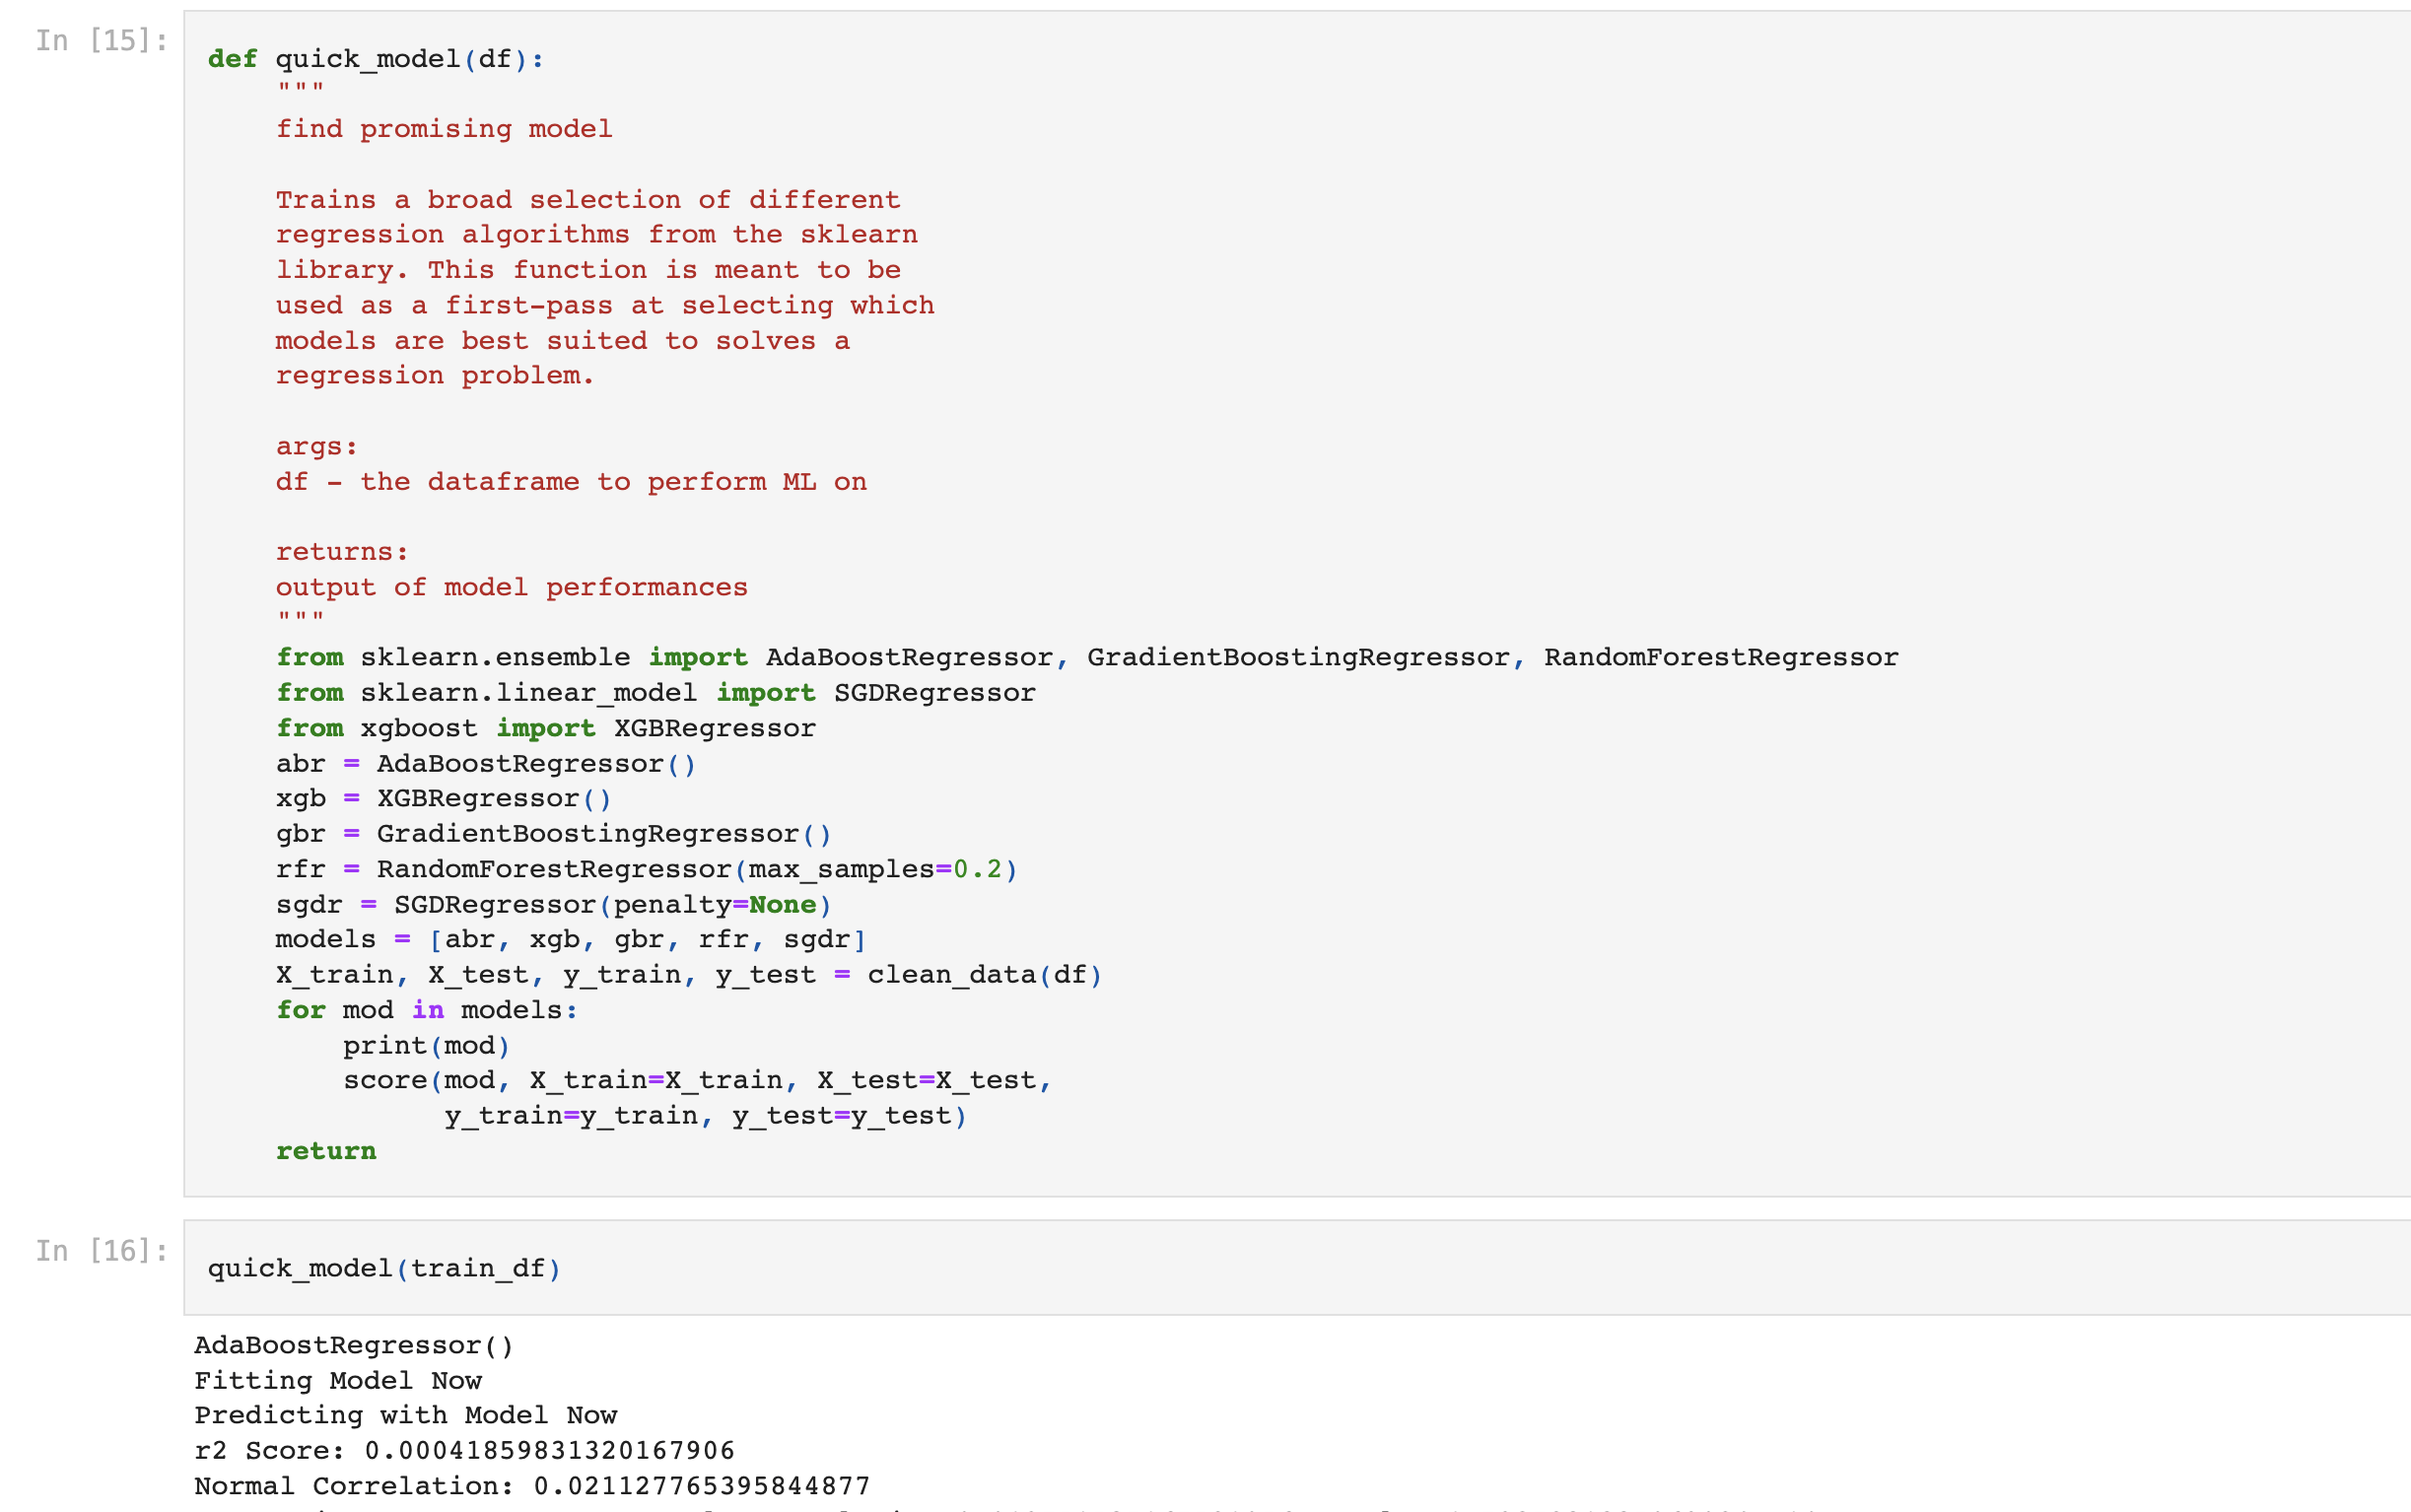 In [15]:
def quick_model(df):
    """
    find promising model

    Trains a broad selection of different
    regression algorithms from the sklearn
    library. This function is meant to be
    used as a first-pass at selecting which
    models are best suited to solves a
    regression problem.

    args:
    df - the dataframe to perform ML on

    returns:
    output of model performances
    """
    from sklearn.ensemble import AdaBoostRegressor, GradientBoostingRegressor, RandomForestRegressor
    from sklearn.linear_model import SGDRegressor
    from xgboost import XGBRegressor
    abr = AdaBoostRegressor()
    xgb = XGBRegressor()
    gbr = GradientBoostingRegressor()
    rfr = RandomForestRegressor(max_samples=0.2)
    sgdr = SGDRegressor(penalty=None)
    models = [abr, xgb, gbr, rfr, sgdr]
    X_train, X_test, y_train, y_test = clean_data(df)
    for mod in models:
        print(mod)
        score(mod, X_train=X_train, X_test=X_test,
              y_train=y_train, y_test=y_test)
    return
In [16]:
quick_model(train_df)
AdaBoostRegressor()
Fitting Model Now
Predicting with Model Now
r2 Score: 0.00041859831320167906
Normal Correlation: 0.021127765395844877